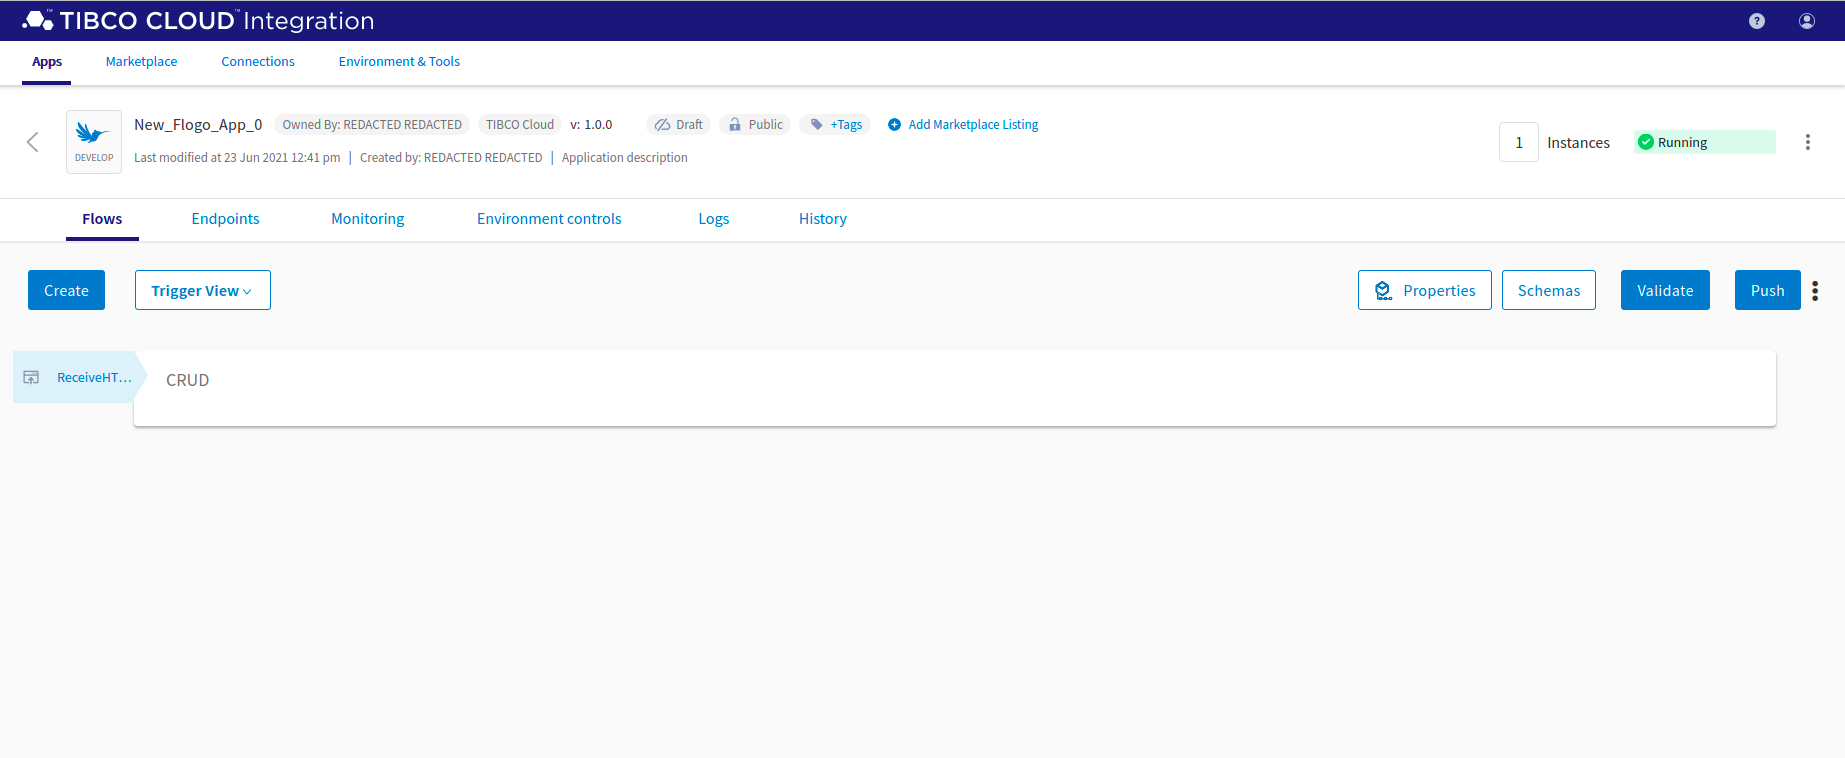 TIBCO CLOUD™ Integration
Apps Marketplace Connections Environment & Tools
New_Flogo_App_0 Owned By: REDACTED REDACTED TIBCO Cloud v: 1.0.0 Draft Public +Tags Add Marketplace Listing
DEVELOP
Last modified at 23 Jun 2021 12:41 pm | Created by: REDACTED REDACTED | Application description
1 Instances Running
Flows Endpoints Monitoring Environment controls Logs History
Create Trigger View Properties Schemas Validate Push
ReceiveHT... CRUD